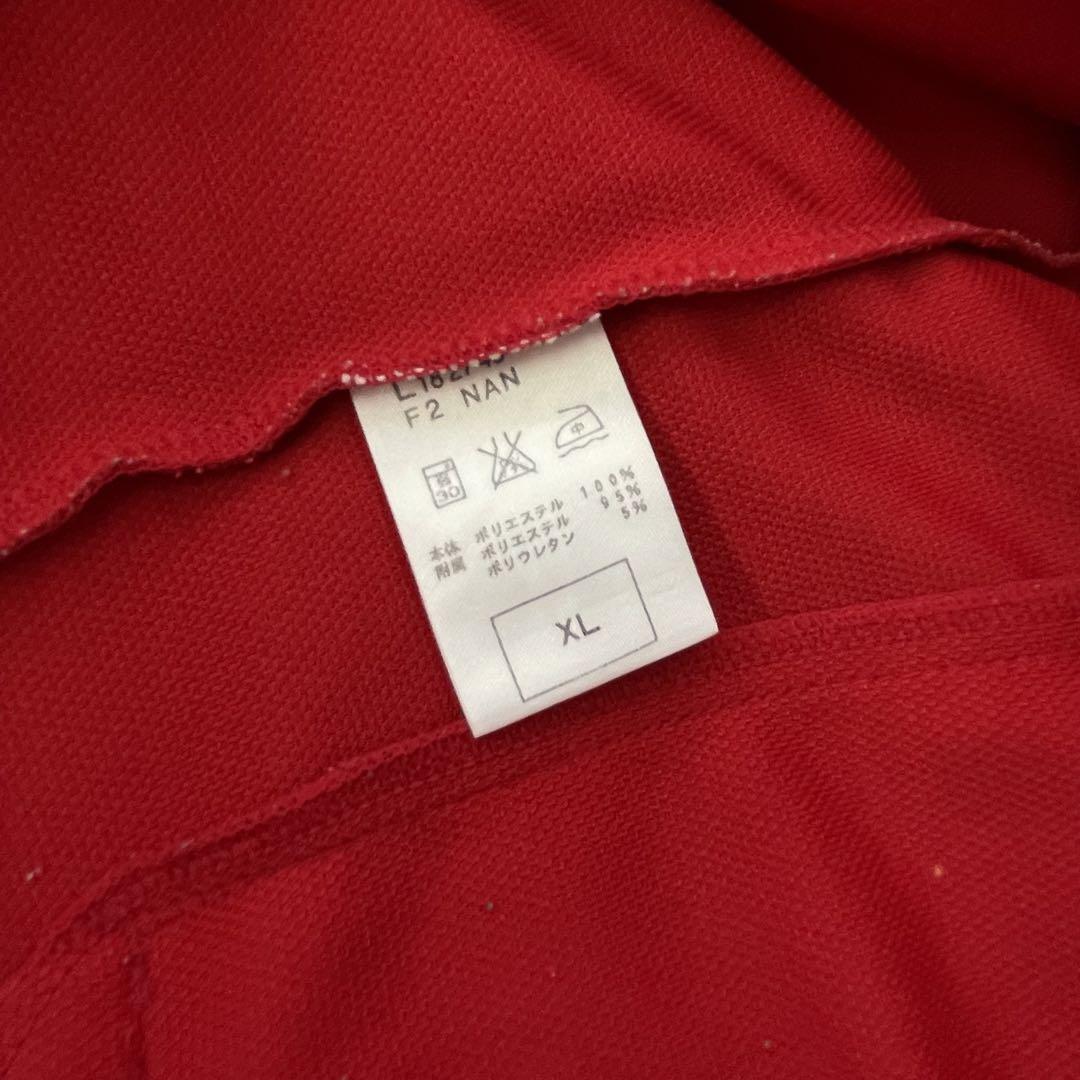 F2 NAN
弱
30
中
本体 ポリエステル 100%
附属 ポリエステル 95%
ポリウレタン 5%
XL